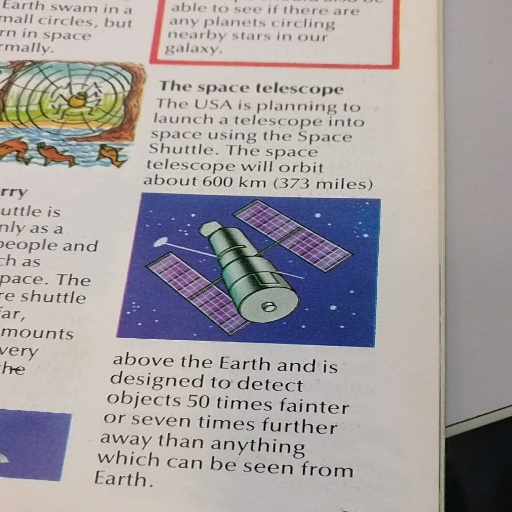 Earth swam in a
mall circles, but
rn in space
rmally.
rry
uttle is
nly as a
people and
ch as
pace. The
re shuttle
far,
mounts
very
the
able to see if there are
any planets circling
nearby stars in our
galaxy.
The space telescope
The USA is planning to
launch a telescope into
space using the Space
Shuttle. The space
telescope will orbit
about 600 km (373 miles)
above the Earth and is
designed to detect
objects 50 times fainter
or seven times further
away than anything
which can be seen from
Earth.